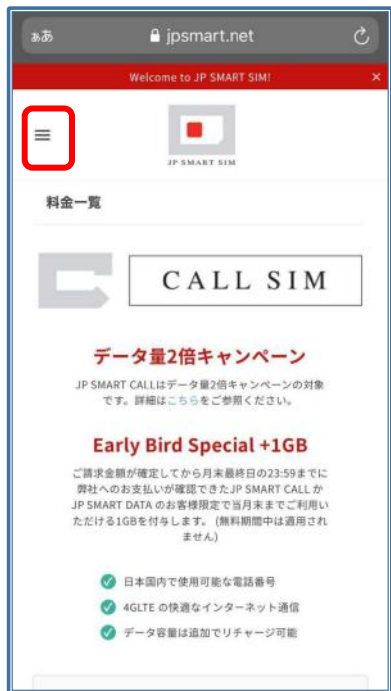 ぁあ jpsmart.net
Welcome to JP SMART SIM! ×
JP SMART SIM
料金一覧
CALL SIM
データ量2倍キャンペーン
JP SMART CALLはデータ量2倍キャンペーンの対象
です。詳細はこちらをご参照ください。
Early Bird Special +1GB
ご請求金額が確定してから月末最終日の23:59までに
弊社へのお支払いが確認できたJP SMART CALL か
JP SMART DATA のお客様限定で当月末までご利用い
ただける1GBを付与します。 (無料期間中は適用され
ません)
日本国内で使用可能な電話番号
4GLTE の快適なインターネット通信
データ容量は追加でリチャージ可能